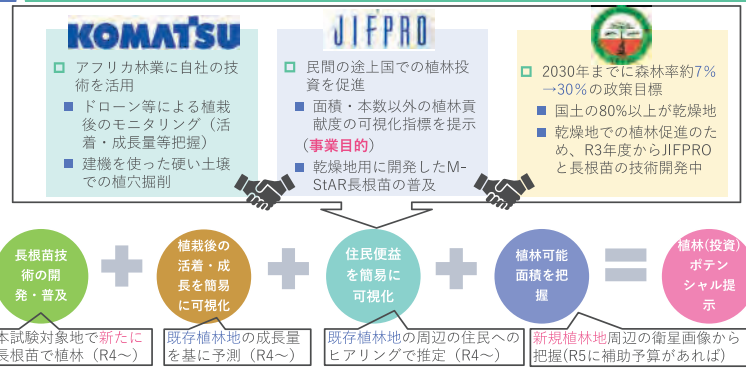 KOMATSU
アフリカ林業に自社の技
術を活用
ドローン等による植栽
後のモニタリング（活
着・成長量等把握）
建機を使った硬い土壌
での植穴掘削
JIFPRO
民間の途上国での植林投
資を促進
面積・本数以外の植林貢
献度の可視化指標を提示
（事業目的）
乾燥地用に開発したM-
StAR長根苗の普及
2030年までに森林率約7%
→30%の政策目標
国土の80%以上が乾燥地
乾燥地での植林促進のた
め、R3年度からJIFPRO
と長根苗の技術開発中
長根苗技
術の開
発・普及
植栽後の
活着・成
長を簡易
に可視化
住民便益
を簡易に
可視化
植林可能
面積を把
握
植林(投資)
ポテン
シャル提
示
本試験対象地で新たに
長根苗で植林（R4～）
既存植林地の成長量
を基に予測（R4～）
既存植林地の周辺の住民への
ヒアリングで推定（R4～）
新規植林地周辺の衛星画像から
把握(R5に補助予算があれば)